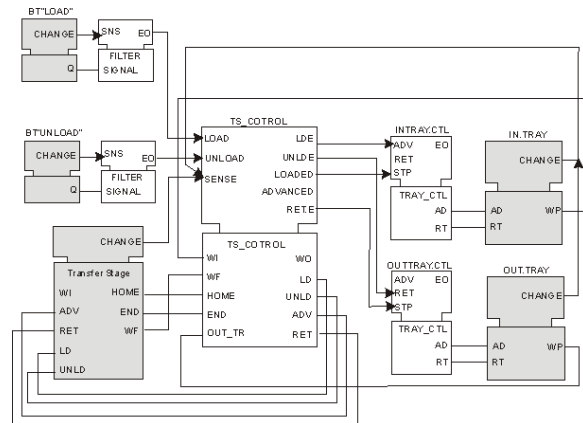 BT"LOAD"
CHANGE
Q
SNS EO
FILTER
SIGNAL
BT"UNLOAD"
CHANGE
Q
SNS EO
FILTER
SIGNAL
TS_COTROL
LOAD LDE
UNLOAD UNLDE
SENSE LOADED
ADVANCED
RET.E
TS_COTROL
WI WO
WF LD
HOME UNLD
END ADV
OUT_TR RET
CHANGE
Transfer Stage
WI HOME
ADV END
RET WF
LD
UNLD
INTRAY.CTL
ADV EO
RET
STP
TRAY_CTL
AD
RT
IN.TRAY
CHANGE
AD WP
RT
OUTTRAY.CTL
ADV EO
RET
STP
TRAY_CTL
AD
RT
OUT.TRAY
CHANGE
AD WP
RT